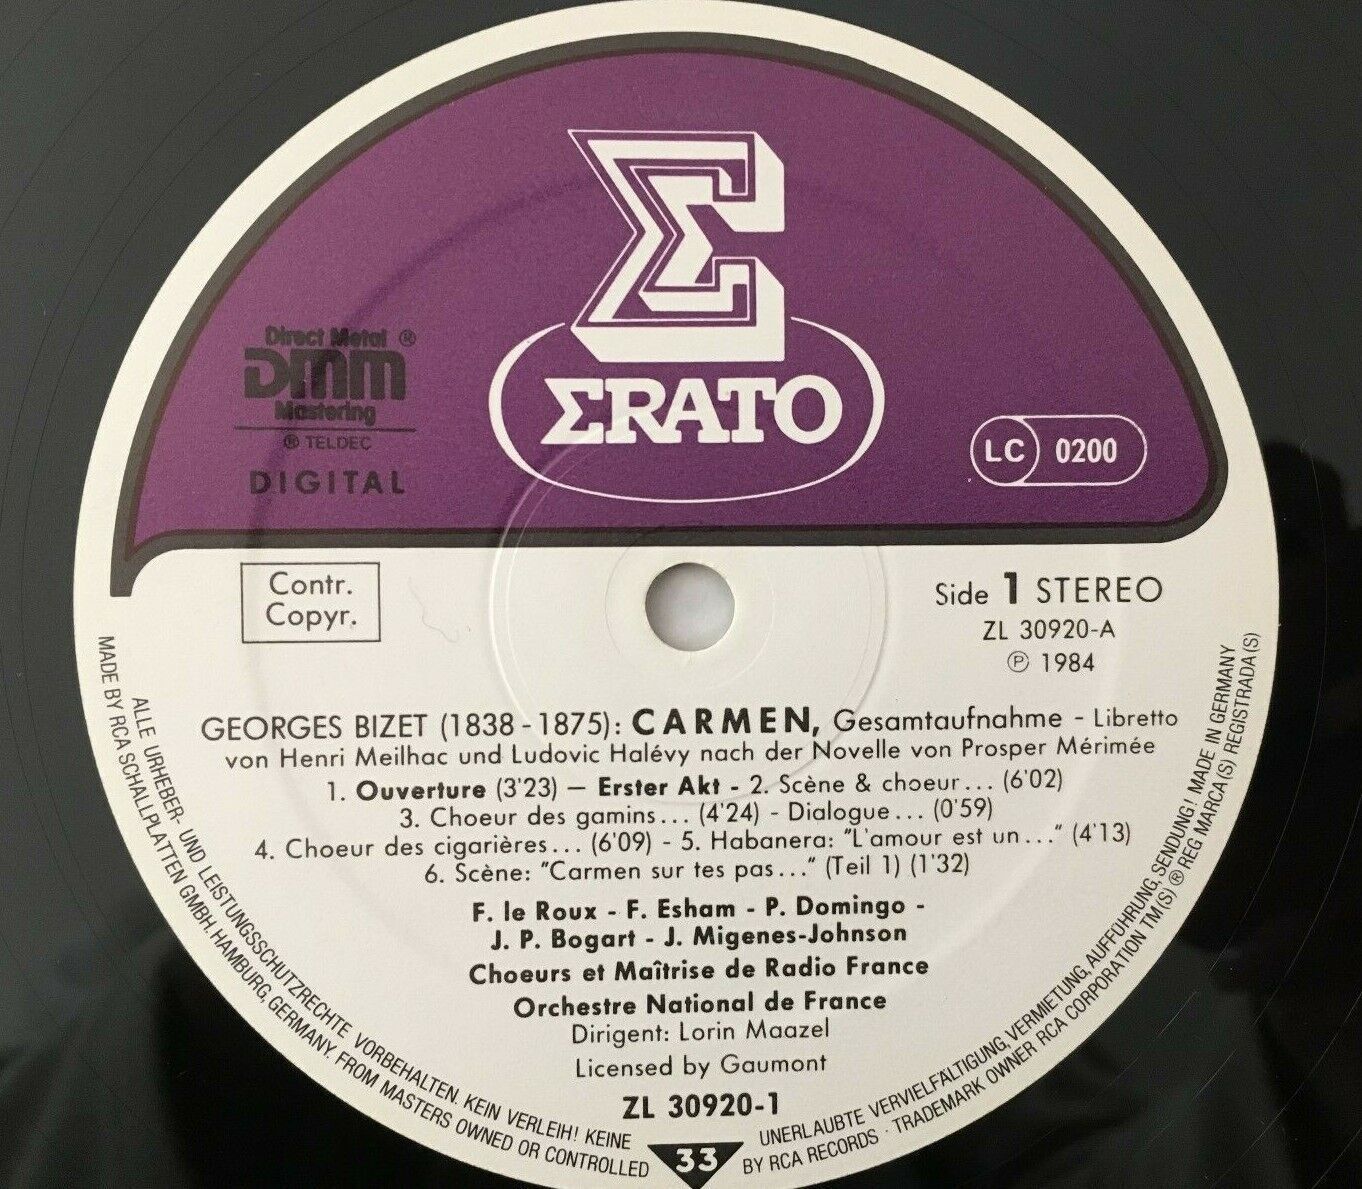 Σ
ΣRATO
Direct Metal ®
DMM
Mastering
® TELDEC
DIGITAL
LC 0200
Contr.
Copyr.
Side 1 STEREO
ZL 30920-A
℗ 1984
GEORGES BIZET (1838-1875): CARMEN, Gesamtaufnahme - Libretto
von Henri Meilhac und Ludovic Halévy nach der Novelle von Prosper Mérimée
1. Ouverture (3'23) — Erster Akt - 2. Scène & choeur... (6'02)
3. Choeur des gamins... (4'24) - Dialogue... (0'59)
4. Choeur des cigarières... (6'09) - 5. Habanera: "L'amour est un..." (4'13)
6. Scène: "Carmen sur tes pas..." (Teil 1) (1'32)
F. le Roux - F. Esham - P. Domingo -
J. P. Bogart - J. Migenes-Johnson
Choeurs et Maîtrise de Radio France
Orchestre National de France
Dirigent: Lorin Maazel
Licensed by Gaumont
ZL 30920-1
33
ALLE URHEBER- UND LEISTUNGSSCHUTZRECHTE VORBEHALTEN. KEIN VERLEIH! KEINE UNERLAUBTE VERVIELFÄLTIGUNG, VERMIETUNG, AUFFÜHRUNG, SENDUNG! MADE IN GERMANY
MADE BY RCA SCHALLPLATTEN GMBH. HAMBURG, GERMANY. FROM MASTERS OWNED OR CONTROLLED BY RCA RECORDS · TRADEMARK OWNER RCA CORPORATION TM(S) ® REG MARCA (S) REGISTRADA (S)